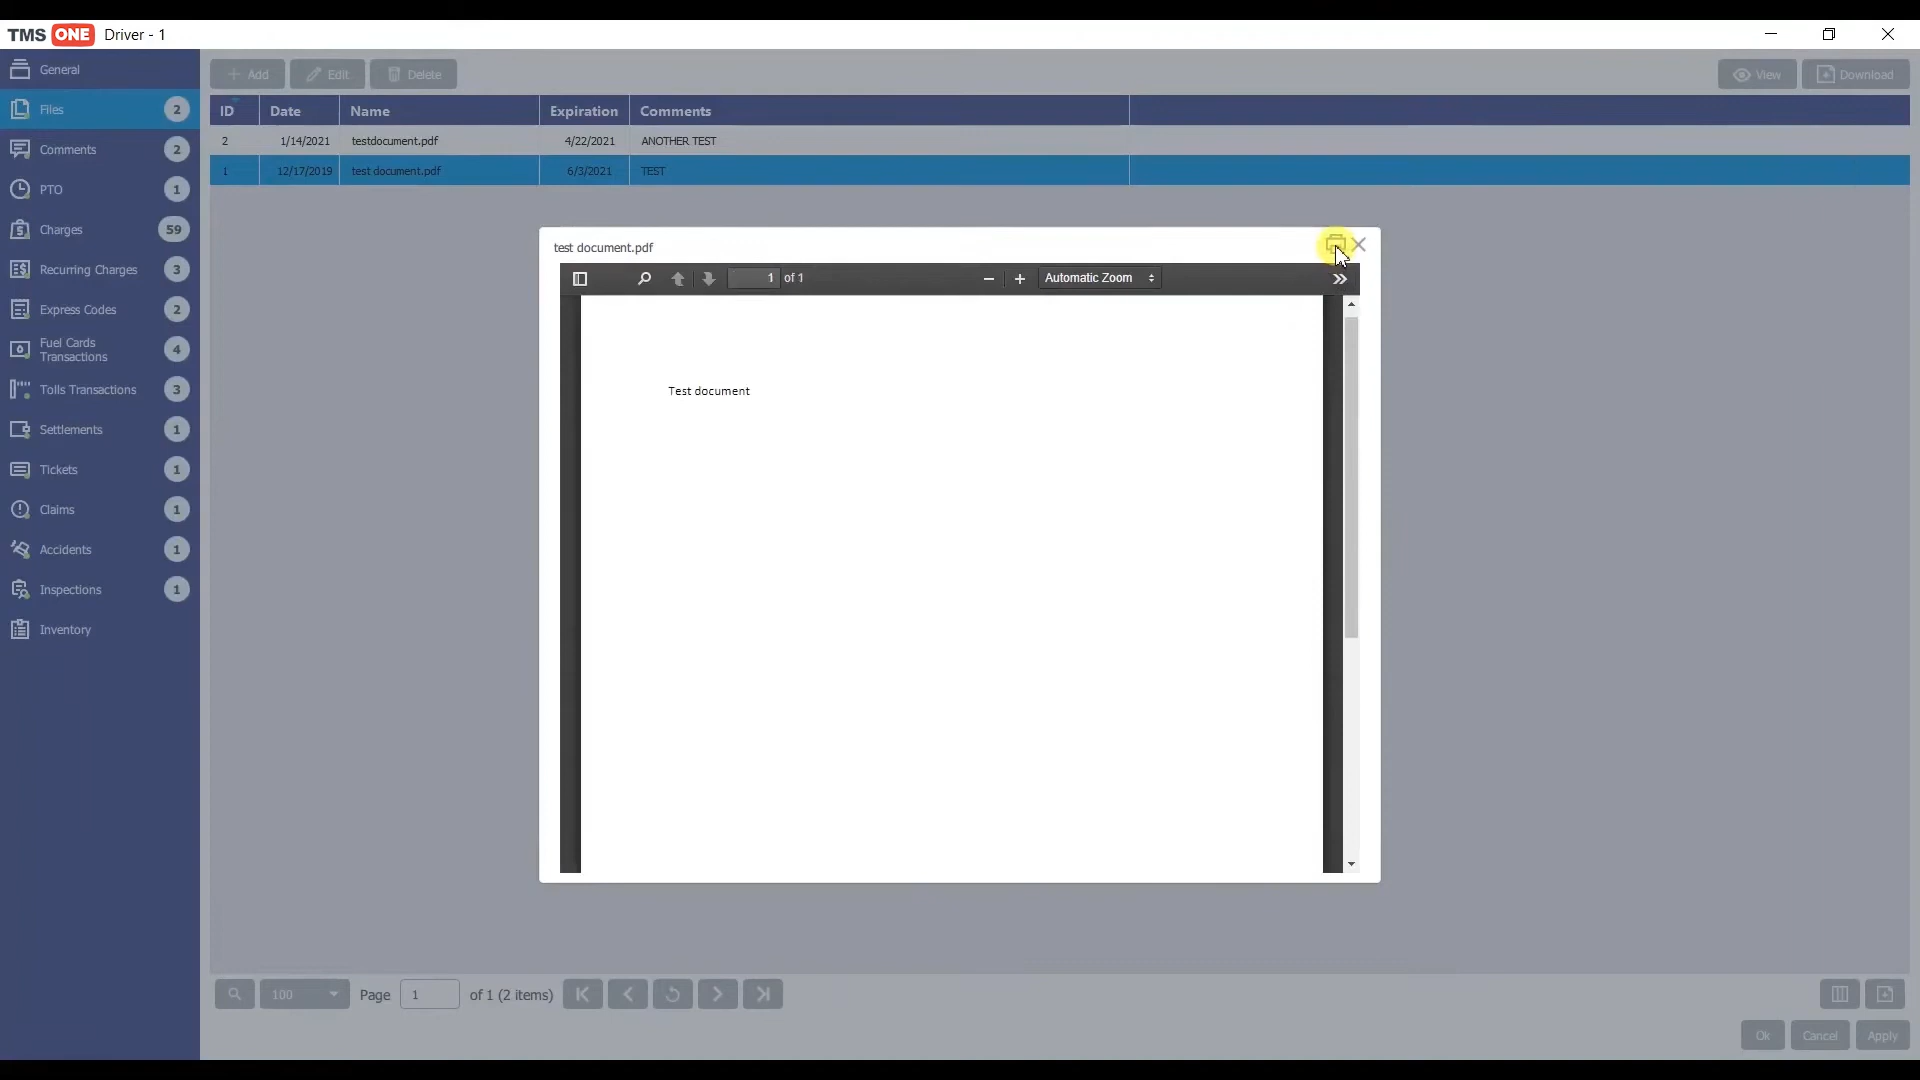 TMS ONE Driver - 1
General
Files 2
Comments 2
PTO 1
Charges 59
Recurring Charges 3
Express Codes 2
Fuel Cards
Transactions 4
Tolls Transactions 3
Settlements 1
Tickets 1
Claims 1
Accidents 1
Inspections 1
Inventory
Add Edit Delete View Download
ID Date Name Expiration Comments
2 1/14/2021 testdocument.pdf 4/22/2021 ANOTHER TEST
1 12/17/2019 test document.pdf 6/3/2021 TEST
test document.pdf
1 of 1 Automatic Zoom
Test document
100 Page 1 of 1 (2 items)
Ok Cancel Apply